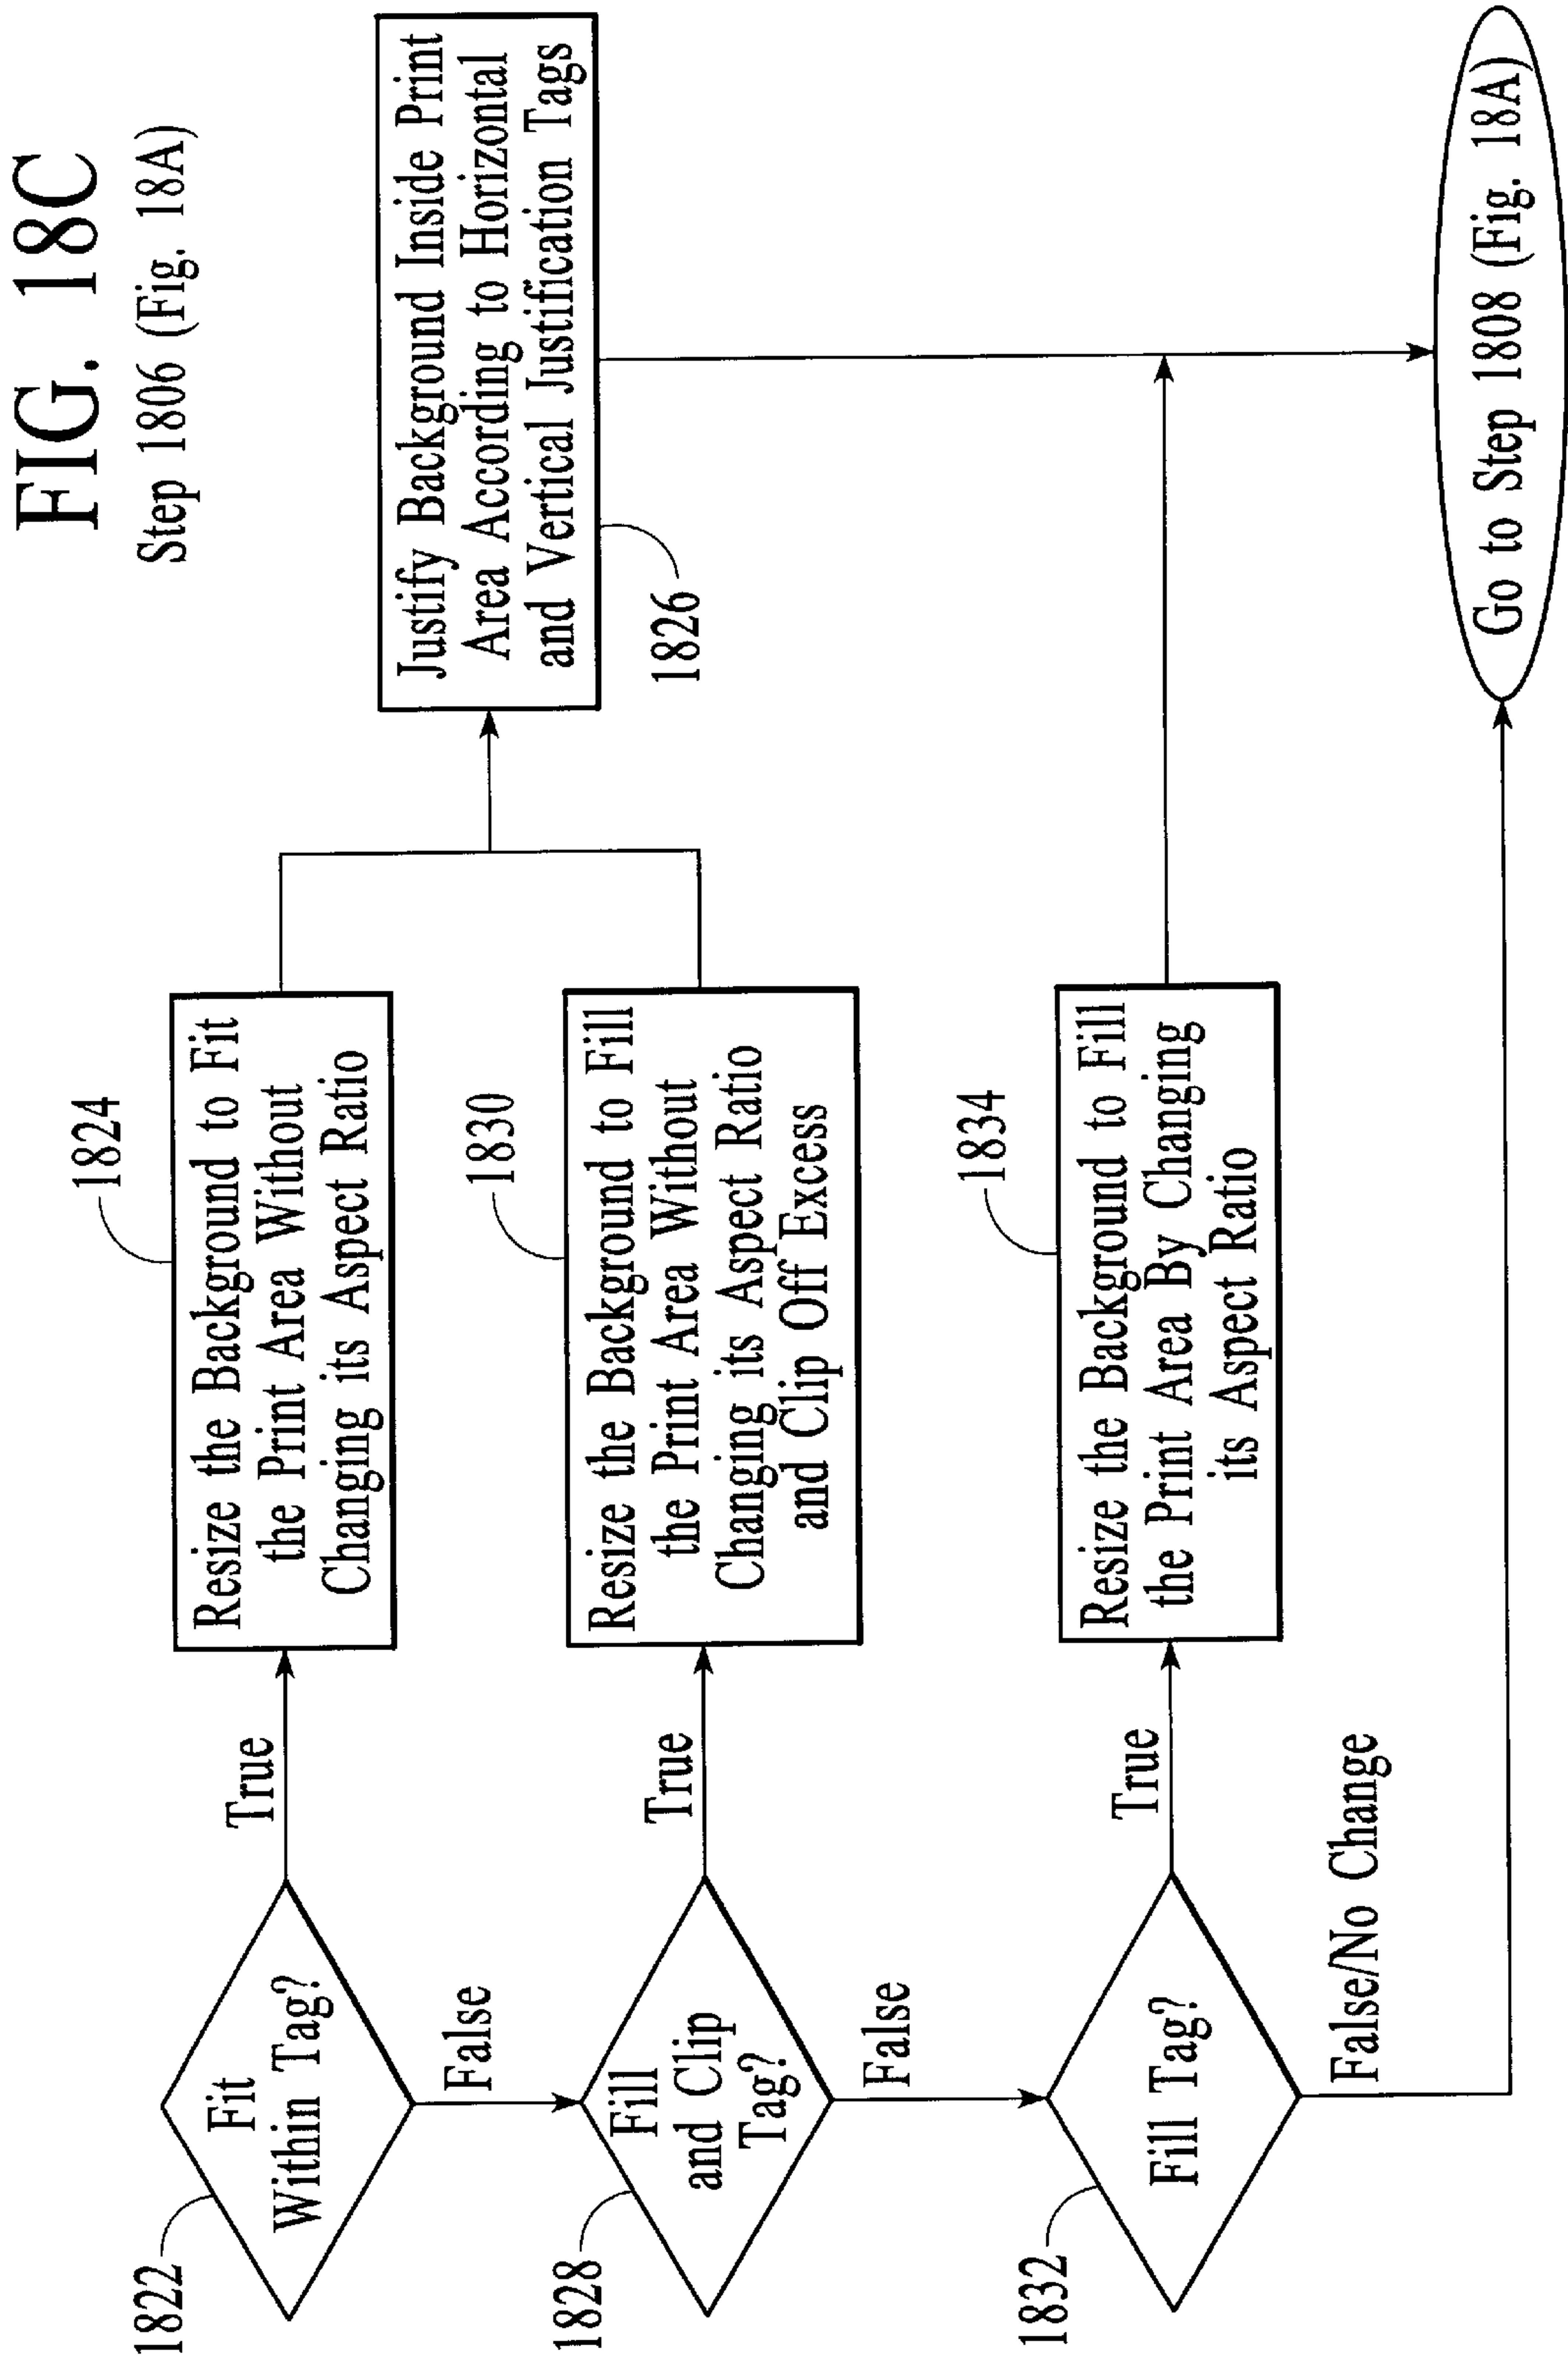 FIG. 18C
Step 1806 (Fig. 18A)
1822
Fit
Within Tag?
True
1824
Resize the Background to Fit
the Print Area Without
Changing its Aspect Ratio
Justify Background Inside Print
Area According to Horizontal
and Vertical Justification Tags
1826
False
1828
Fill
and Clip
Tag?
True
1830
Resize the Background to Fill
the Print Area Without
Changing its Aspect Ratio
and Clip Off Excess
False
1832
Fill Tag?
True
1834
Resize the Background to Fill
the Print Area By Changing
its Aspect Ratio
False/No Change
Go to Step 1808 (Fig. 18A)